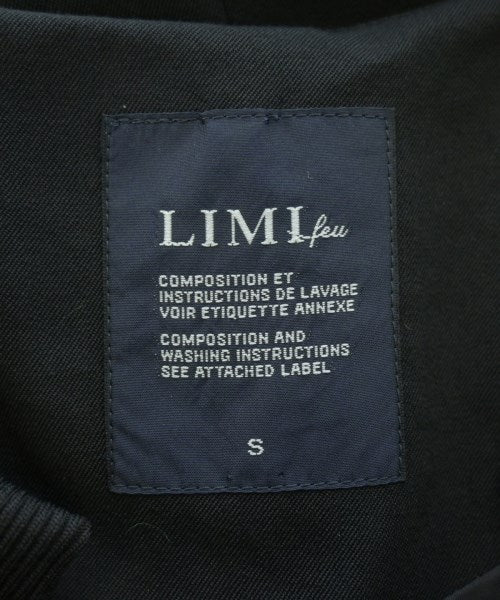 LIMI feu
COMPOSITION ET
INSTRUCTIONS DE LAVAGE
VOIR ETIQUETTE ANNEXE
COMPOSITION AND
WASHING INSTRUCTIONS
SEE ATTACHED LABEL
S